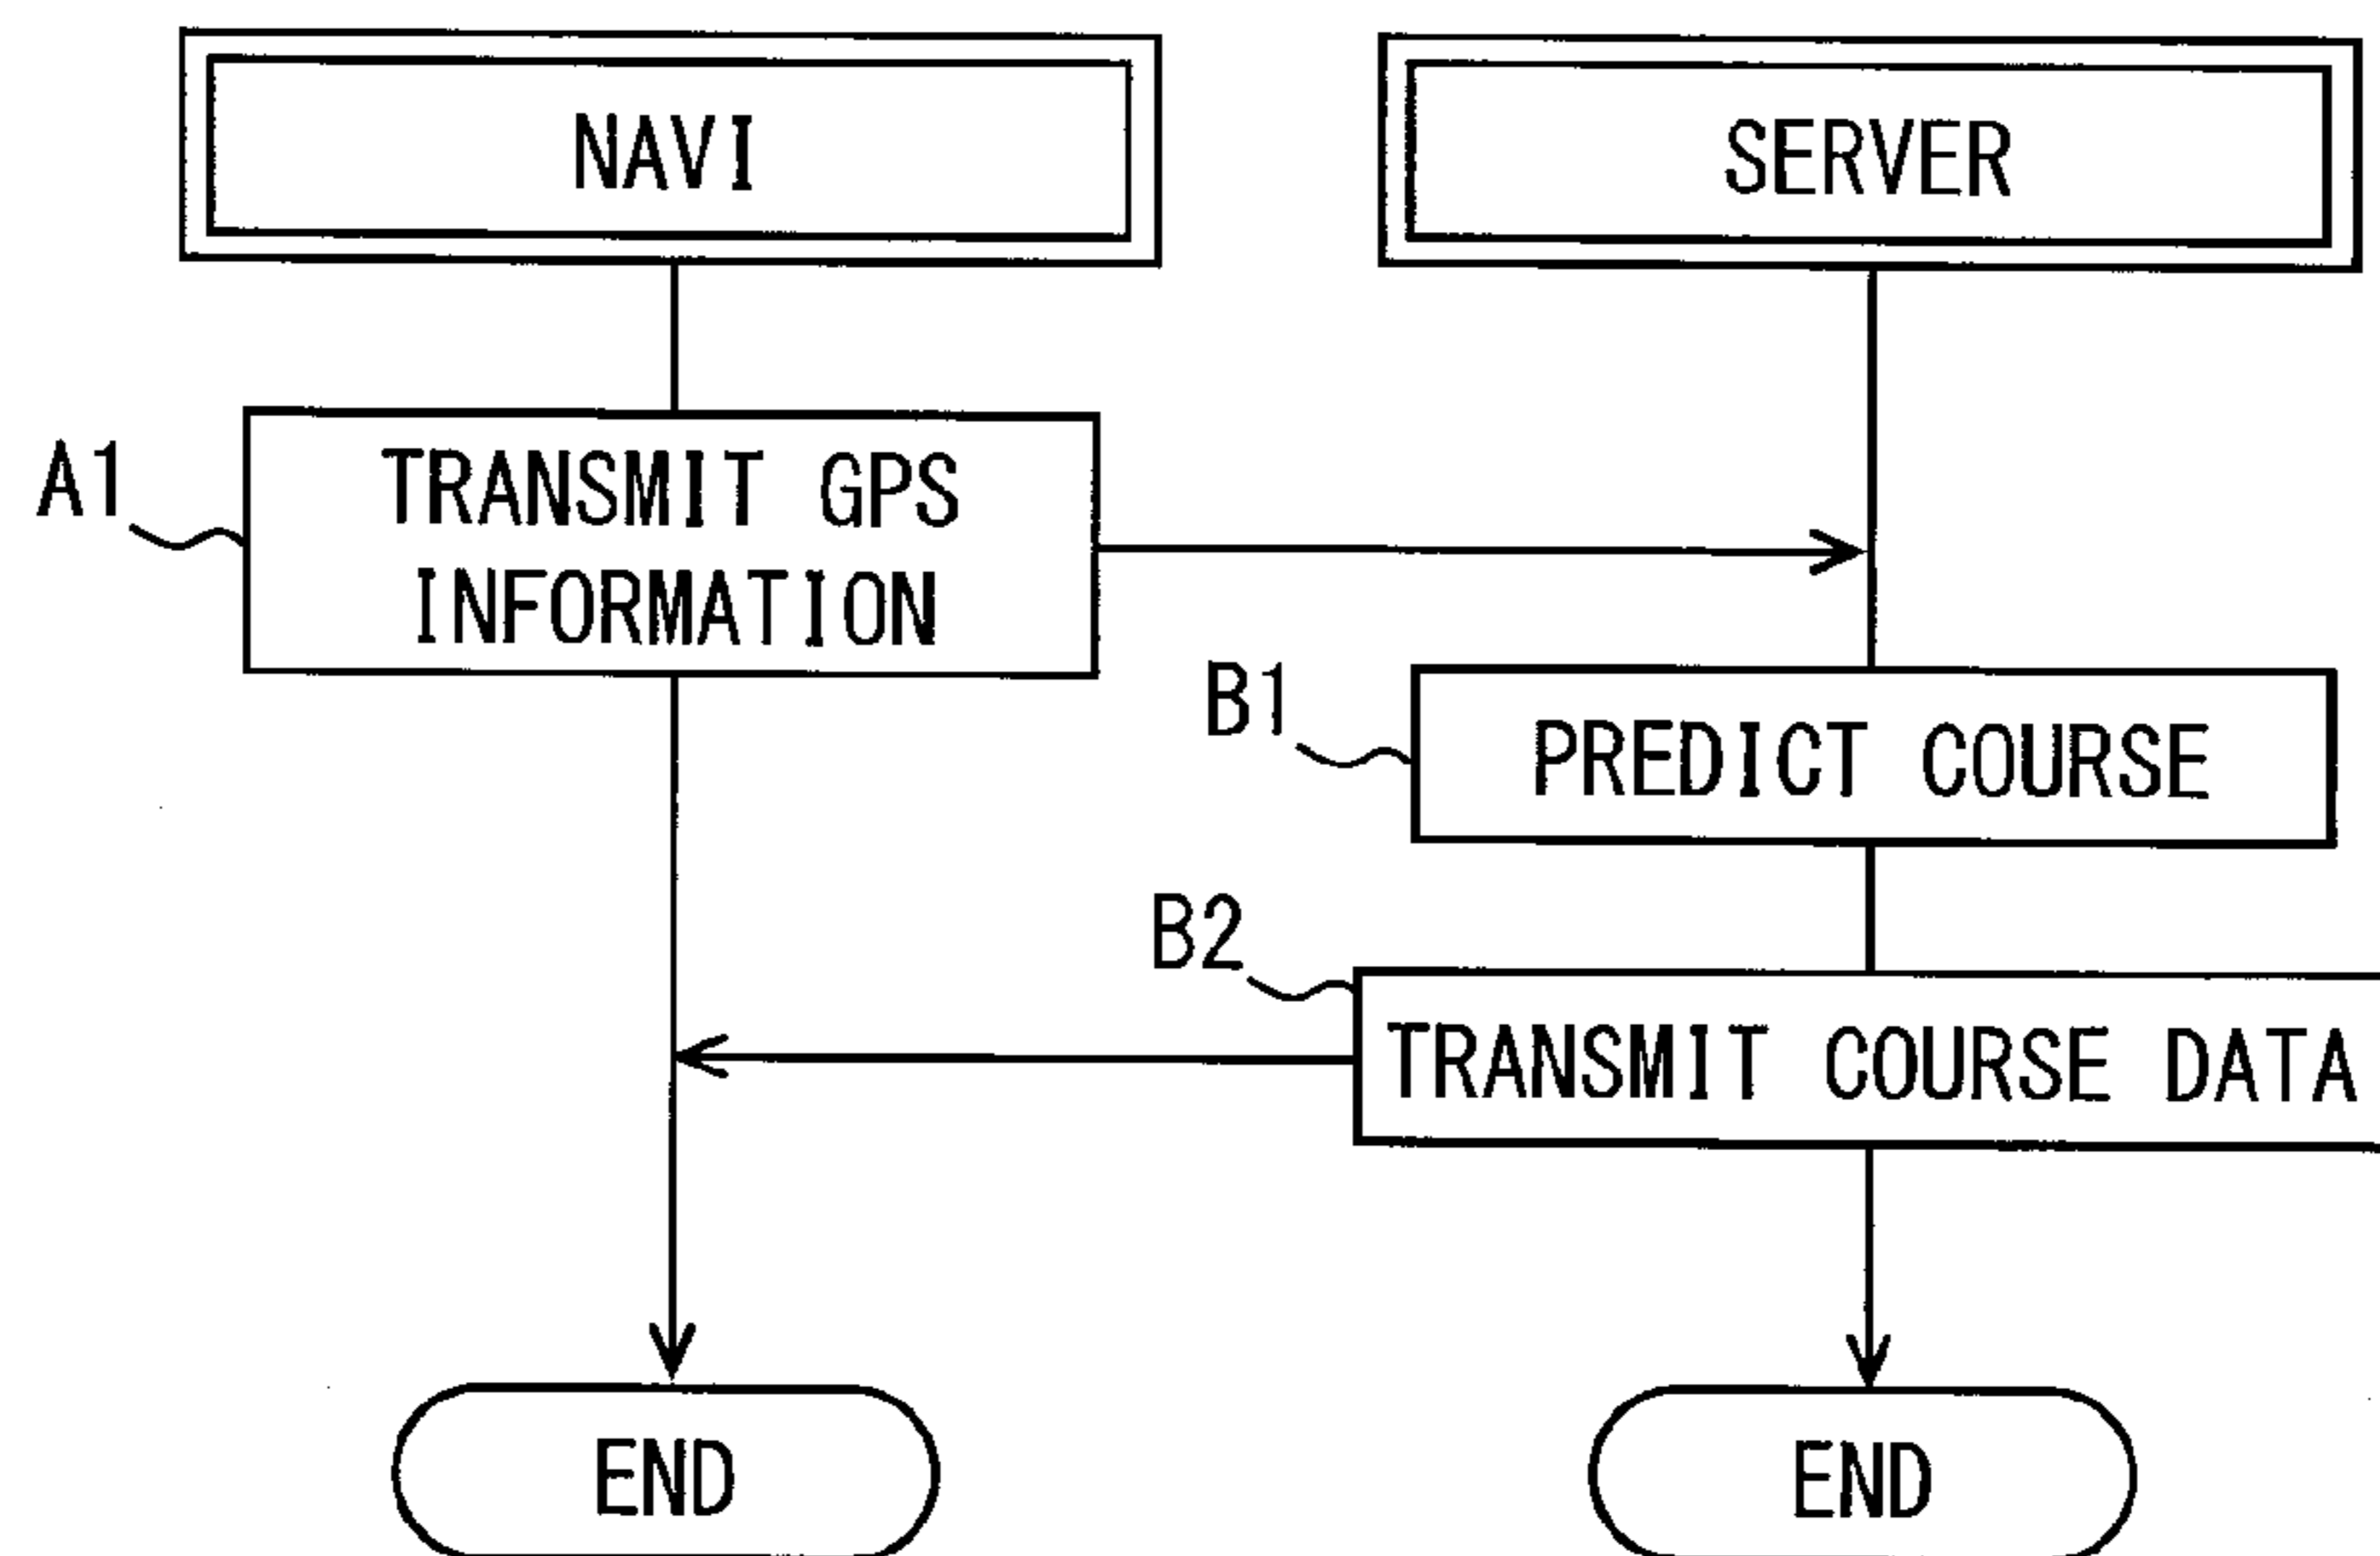 NAVI
SERVER
A1
TRANSMIT GPS
INFORMATION
B1
PREDICT COURSE
B2
TRANSMIT COURSE DATA
END
END